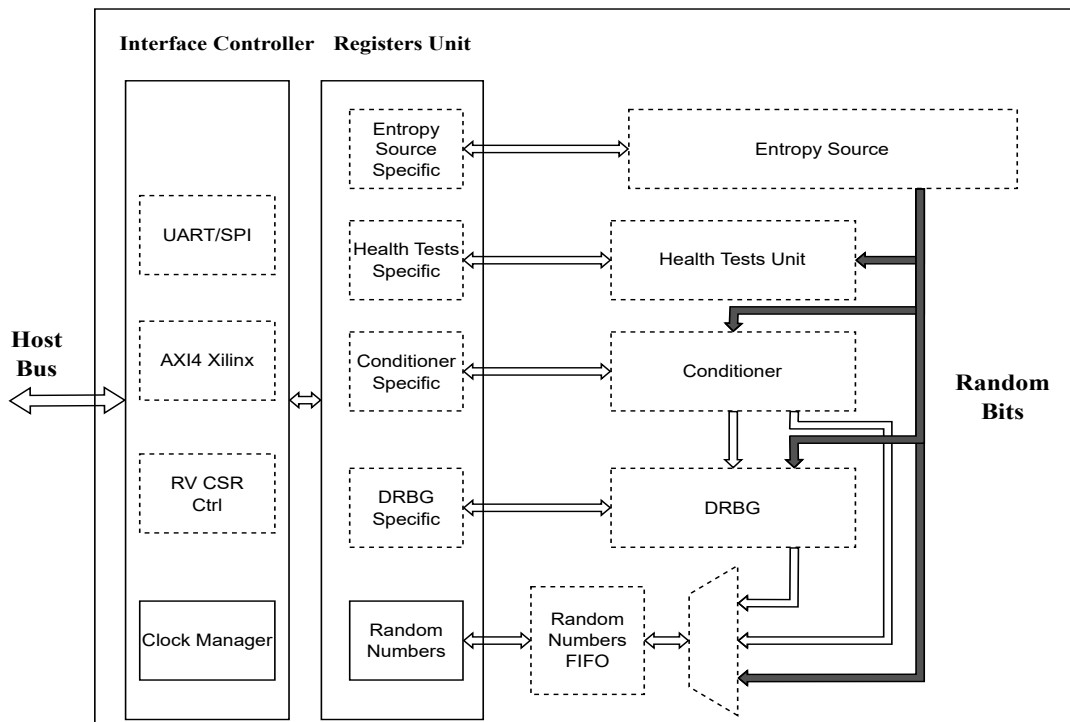 Interface Controller
Registers Unit
Entropy
Source
Specific
Entropy Source
UART/SPI
Health Tests
Specific
Health Tests Unit
Host
Bus
AXI4 Xilinx
Conditioner
Specific
Conditioner
Random
Bits
RV CSR
Ctrl
DRBG
Specific
DRBG
Clock Manager
Random
Numbers
Random
Numbers
FIFO